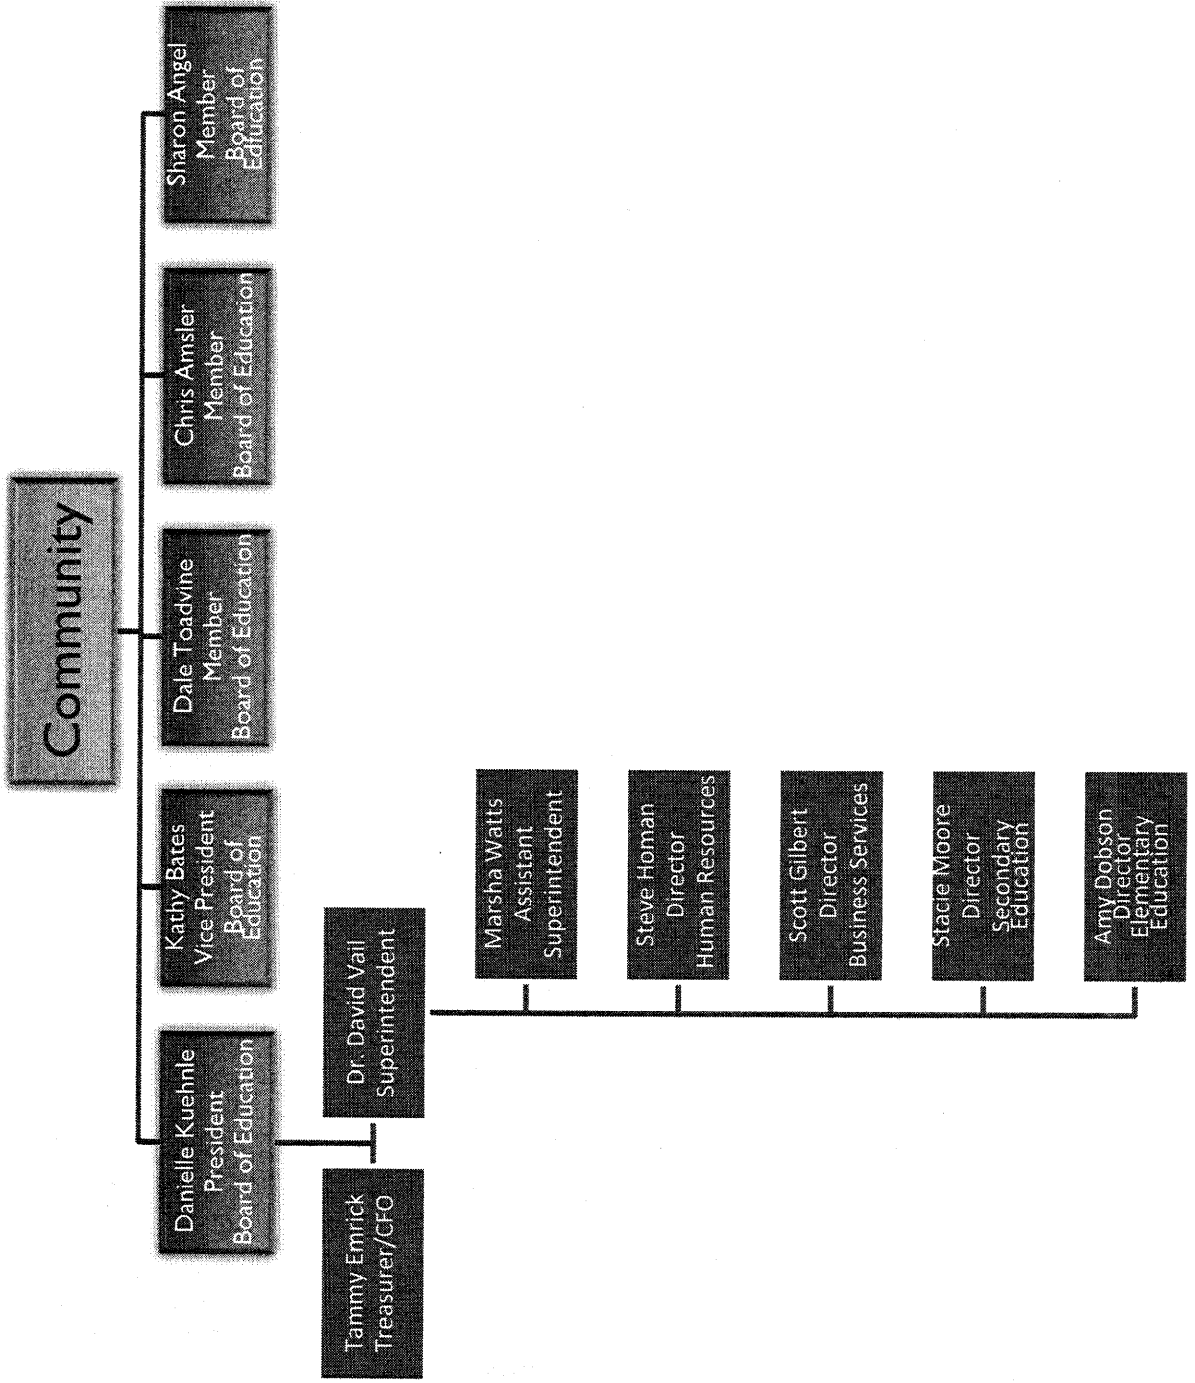 Community
Danielle Kuehnle
President
Board of Education
Kathy Bates
Vice President
Board of
Education
Dale Toadvine
Member
Board of Education
Chris Amsler
Member
Board of Education
Sharon Angel
Member
Board of
Edfucation
Tammy Emrick
Treasurer/CFO
Dr. David Vail
Superintendent
Marsha Watts
Assistant
Superintendent
Steve Homan
Director
Human Resources
Scott Gilbert
Director
Business Services
Stacie Moore
Director
Secondary
Education
Amy Dobson
Director
Elementary
Education